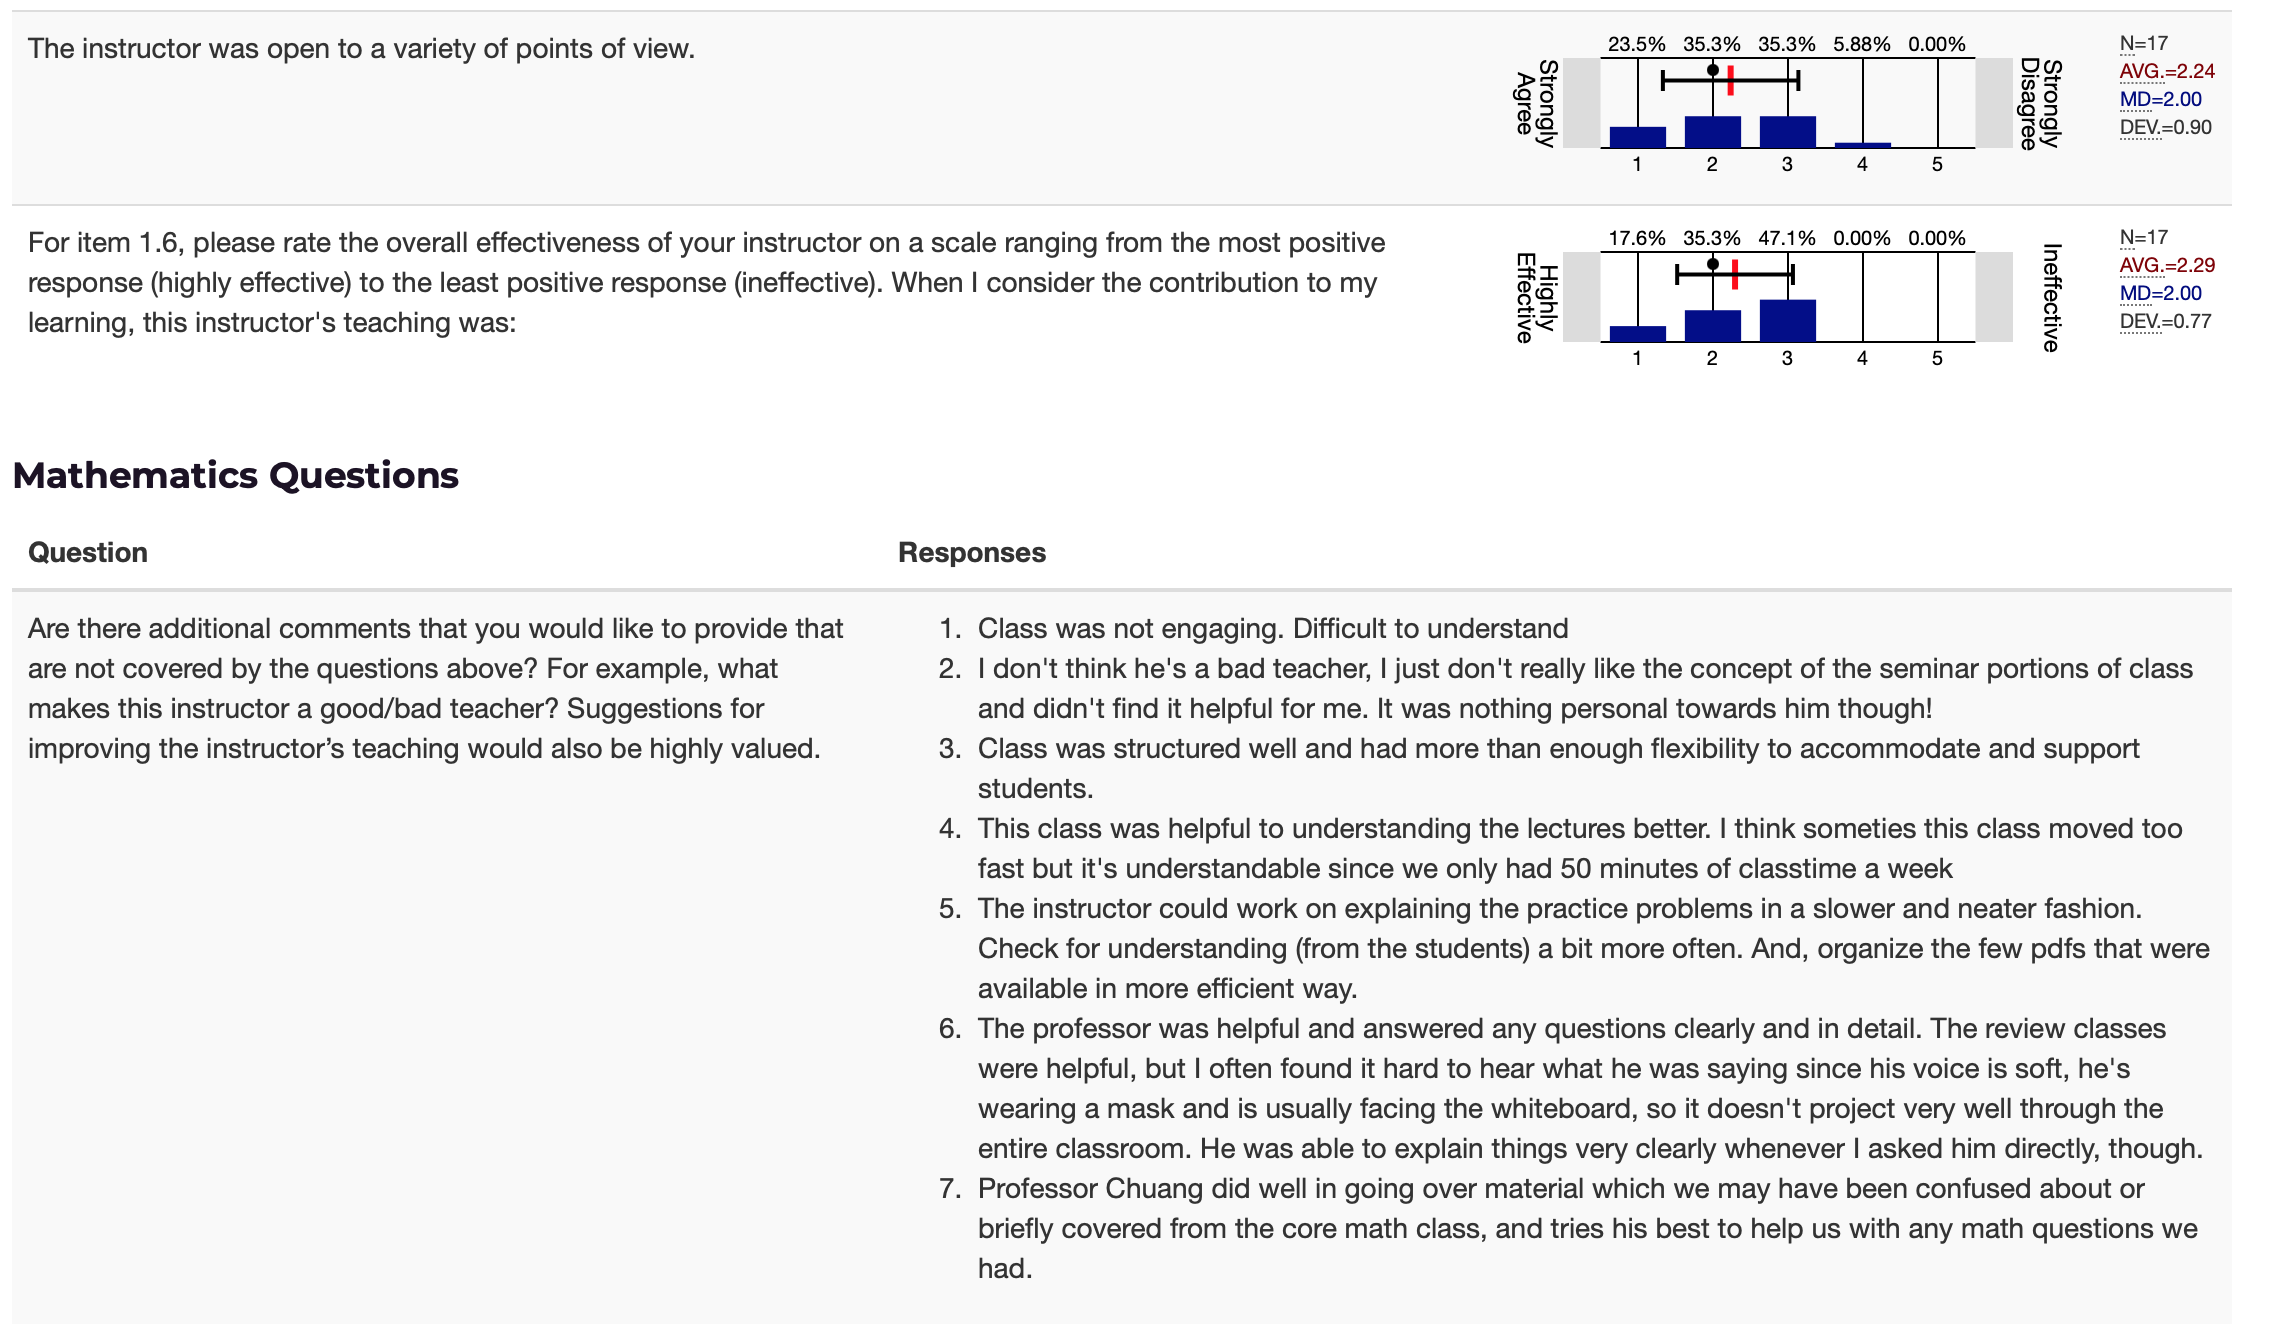 The instructor was open to a variety of points of view.
23.5% 35.3% 35.3% 5.88% 0.00%
Strongly
Agree
1 2 3 4 5
Strongly
Disagree
N=17
AVG.=2.24
MD=2.00
DEV.=0.90
For item 1.6, please rate the overall effectiveness of your instructor on a scale ranging from the most positive
response (highly effective) to the least positive response (ineffective). When I consider the contribution to my
learning, this instructor's teaching was:
17.6% 35.3% 47.1% 0.00% 0.00%
Highly
Effective
1 2 3 4 5
Ineffective
N=17
AVG.=2.29
MD=2.00
DEV.=0.77
Mathematics Questions
Question
Responses
Are there additional comments that you would like to provide that
are not covered by the questions above? For example, what
makes this instructor a good/bad teacher? Suggestions for
improving the instructor’s teaching would also be highly valued.
1. Class was not engaging. Difficult to understand
2. I don't think he's a bad teacher, I just don't really like the concept of the seminar portions of class
and didn't find it helpful for me. It was nothing personal towards him though!
3. Class was structured well and had more than enough flexibility to accommodate and support
students.
4. This class was helpful to understanding the lectures better. I think someties this class moved too
fast but it's understandable since we only had 50 minutes of classtime a week
5. The instructor could work on explaining the practice problems in a slower and neater fashion.
Check for understanding (from the students) a bit more often. And, organize the few pdfs that were
available in more efficient way.
6. The professor was helpful and answered any questions clearly and in detail. The review classes
were helpful, but I often found it hard to hear what he was saying since his voice is soft, he's
wearing a mask and is usually facing the whiteboard, so it doesn't project very well through the
entire classroom. He was able to explain things very clearly whenever I asked him directly, though.
7. Professor Chuang did well in going over material which we may have been confused about or
briefly covered from the core math class, and tries his best to help us with any math questions we
had.